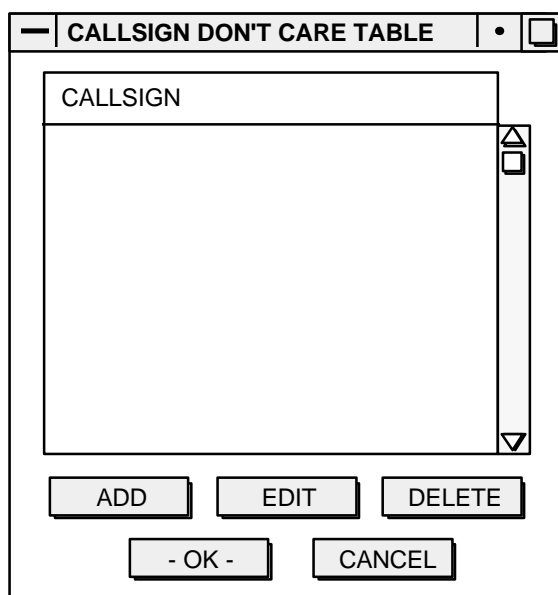 CALLSIGN DON'T CARE TABLE
CALLSIGN
ADD EDIT DELETE
- OK - CANCEL